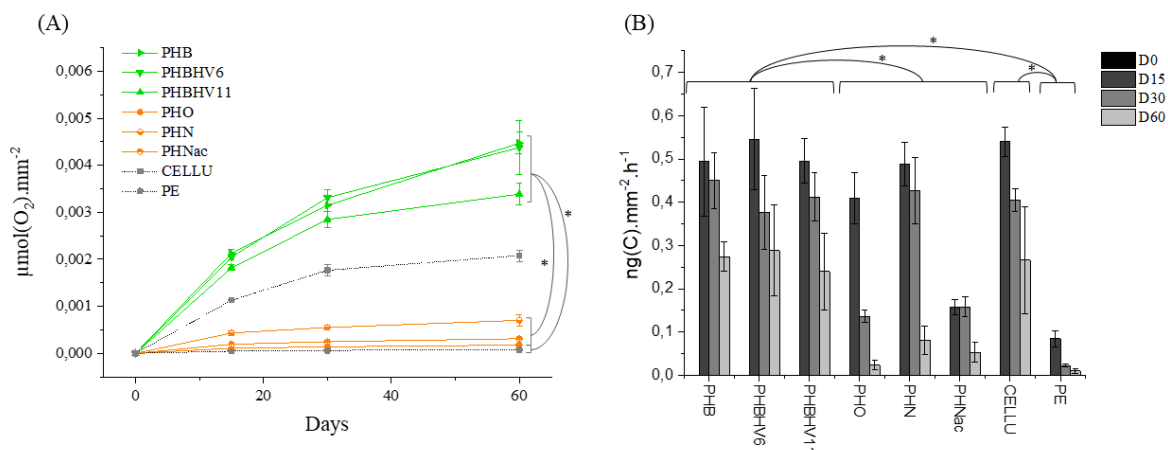 (A)
PHB
PHBHV6
PHBHV11
PHO
PHN
PHNac
CELLU
PE
0,006
0,005
0,004
0,003
0,002
0,001
0,000
μmol(O₂).mm⁻²
0 20 40 60
Days
*
*
(B)
D0
D15
D30
D60
*
*
*
0,7
0,6
0,5
0,4
0,3
0,2
0,1
0,0
ng(C).mm⁻².h⁻¹
PHB
PHBHV6
PHBHV1
PHO
PHN
PHNac
CELLU
PE